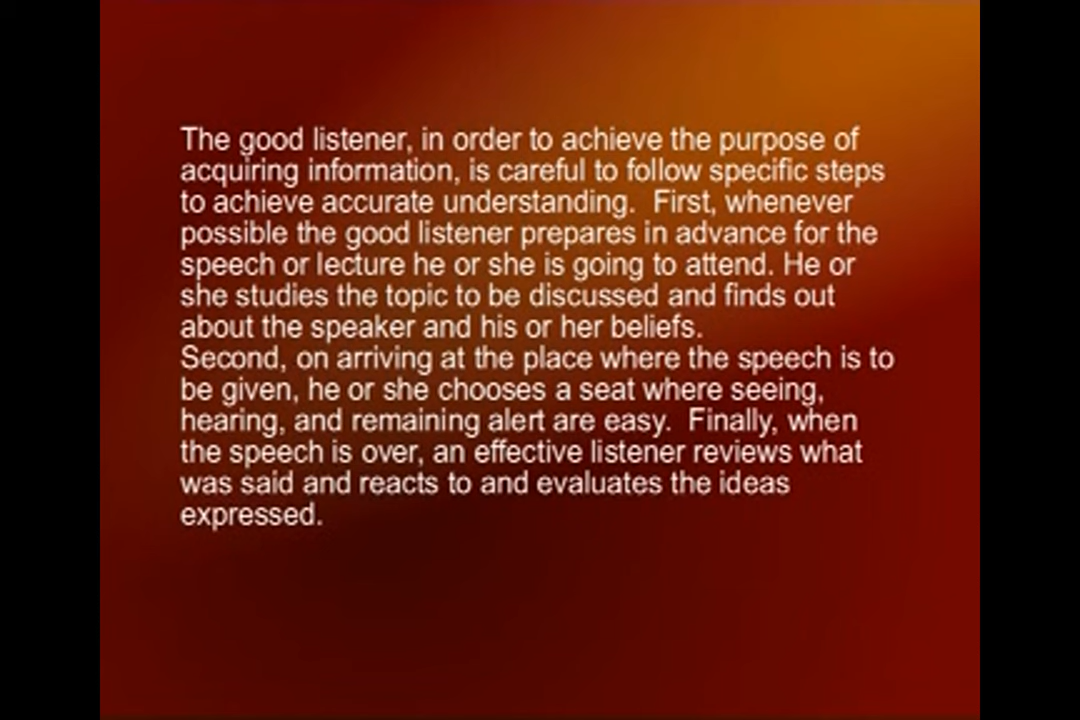 The good listener, in order to achieve the purpose of
acquiring information, is careful to follow specific steps
to achieve accurate understanding.  First, whenever
possible the good listener prepares in advance for the
speech or lecture he or she is going to attend. He or
she studies the topic to be discussed and finds out
about the speaker and his or her beliefs.
Second, on arriving at the place where the speech is to
be given, he or she chooses a seat where seeing,
hearing, and remaining alert are easy.  Finally, when
the speech is over, an effective listener reviews what
was said and reacts to and evaluates the ideas
expressed.